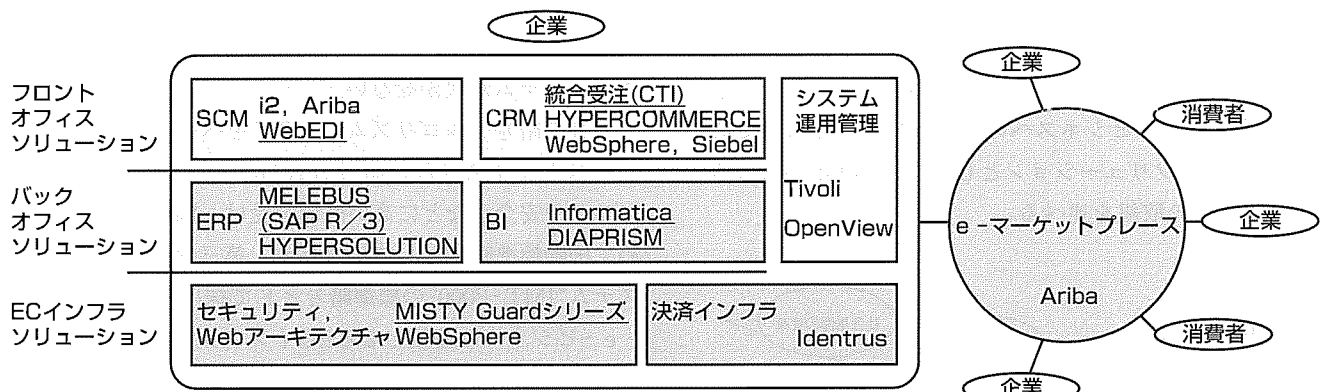 企業
フロント
オフィス
ソリューション
SCM
i2, Ariba
WebEDI
CRM
統合受注(CTI)
HYPERCOMMERCE
WebSphere, Siebel
システム
運用管理
Tivoli
OpenView
バック
オフィス
ソリューション
ERP
MELEBUS
(SAP R/3)
HYPERSOLUTION
BI
Informatica
DIAPRISM
ECインフラ
ソリューション
セキュリティ, MISTY Guardシリーズ
Webアーキテクチャ WebSphere
決済インフラ
Identrus
企業
消費者
e-マーケットプレース
企業
Ariba
消費者
企業